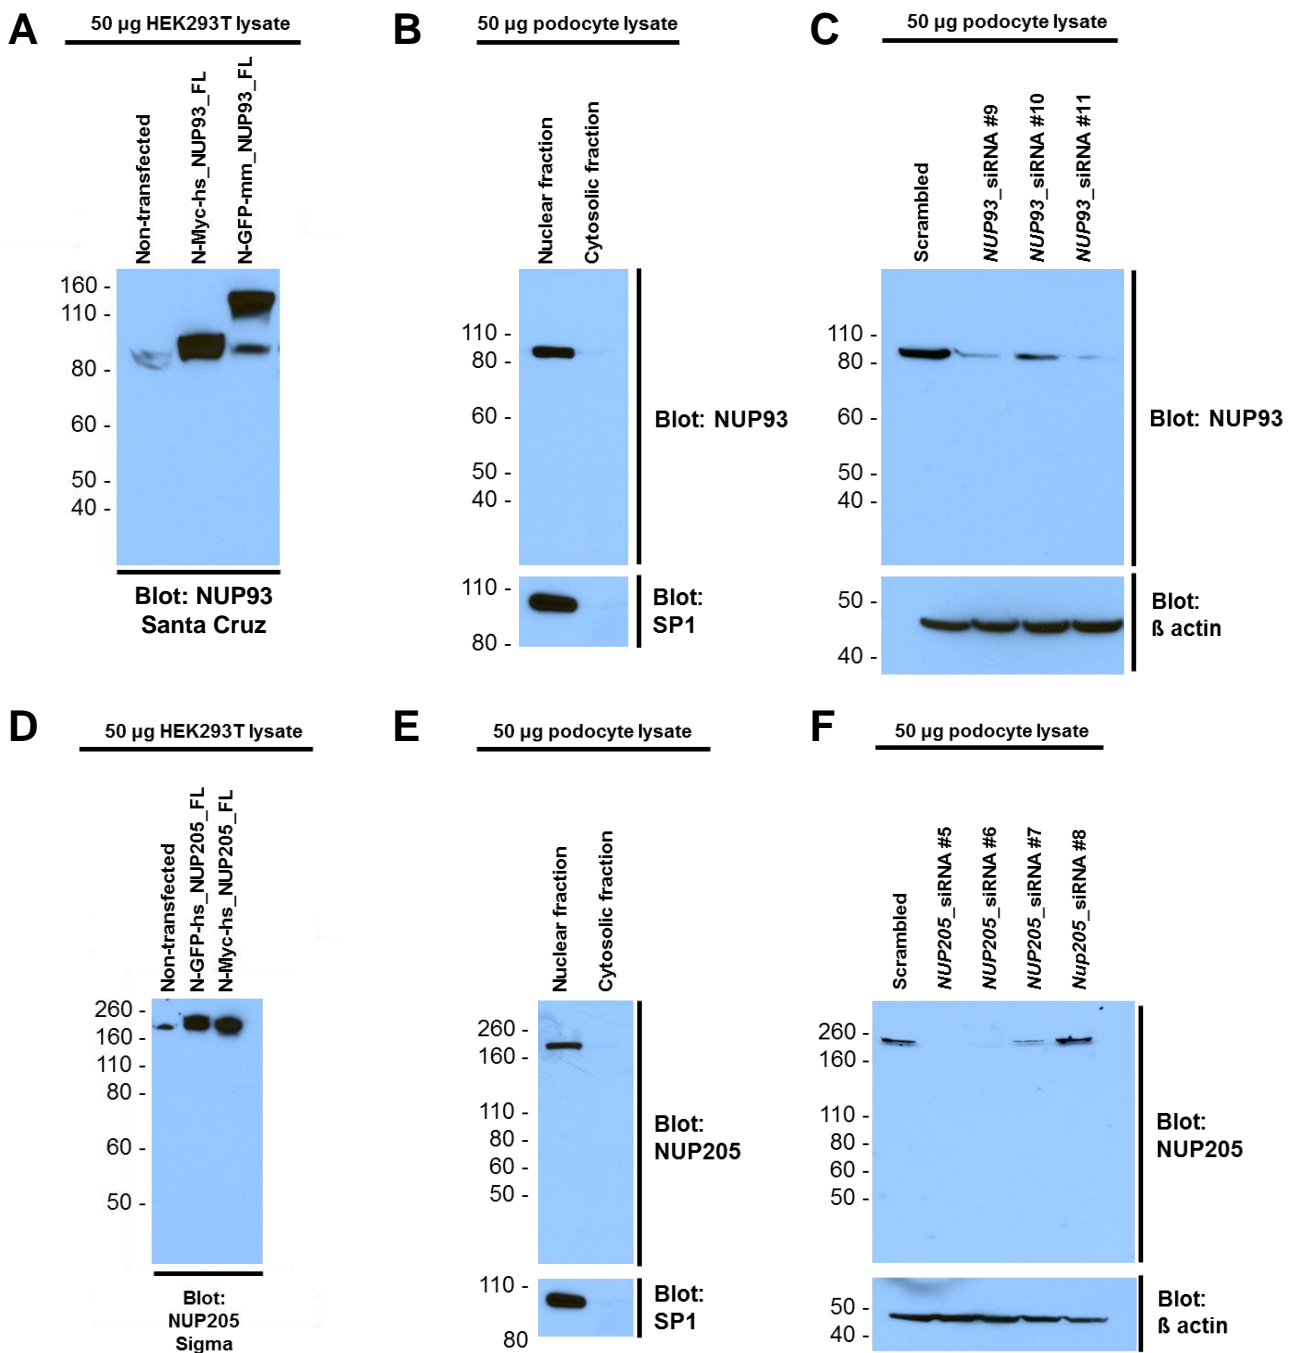 A
50 µg HEK293T lysate
Non-transfected
N-Myc-hs_NUP93_FL
N-GFP-mm_NUP93_FL
160 -
110 -
80 -
60 -
50 -
40 -
Blot: NUP93
Santa Cruz
B
50 µg podocyte lysate
Nuclear fraction
Cytosolic fraction
110 -
80 -
60 -
50 -
40 -
Blot: NUP93
110 -
80 -
Blot:
SP1
C
50 µg podocyte lysate
Scrambled
NUP93_siRNA #9
NUP93_siRNA #10
NUP93_siRNA #11
110 -
80 -
60 -
50 -
40 -
Blot: NUP93
50 -
40 -
Blot:
ß actin
D
50 µg HEK293T lysate
Non-transfected
N-GFP-hs_NUP205_FL
N-Myc-hs_NUP205_FL
260 -
160 -
110 -
80 -
60 -
50 -
Blot:
NUP205
Sigma
E
50 µg podocyte lysate
Nuclear fraction
Cytosolic fraction
260 -
160 -
110 -
80 -
60 -
50 -
Blot:
NUP205
110 -
80
Blot:
SP1
F
50 µg podocyte lysate
Scrambled
NUP205_siRNA #5
NUP205_siRNA #6
NUP205_siRNA #7
Nup205_siRNA #8
260 -
160 -
110 -
80 -
60 -
50 -
Blot:
NUP205
50 -
40 -
Blot:
ß actin